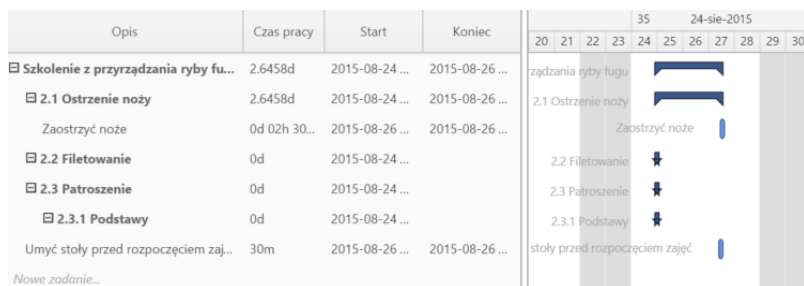 Opis Czas pracy Start Koniec 35 24-sie-2015
20 21 22 23 24 25 26 27 28 29 30
Szkolenie z przyrządzania ryby fu... 2.6458d 2015-08-24 ... 2015-08-26 ... ządzania ryby fugu
2.1 Ostrzenie noży 2.6458d 2015-08-24 ... 2015-08-26 ... 2.1 Ostrzenie noży
Zaostrzyć noże 0d 02h 30... 2015-08-26 ... 2015-08-26 ... Zaostrzyć noże
2.2 Filetowanie 0d 2015-08-24 ... 2.2 Filetowanie
2.3 Patroszenie 0d 2015-08-24 ... 2.3 Patroszenie
2.3.1 Podstawy 0d 2015-08-24 ... 2.3.1 Podstawy
Umyć stoły przed rozpoczęciem zaj... 30m 2015-08-26 ... 2015-08-26 ... stoły przed rozpoczęciem zajęć
Nowe zadanie...